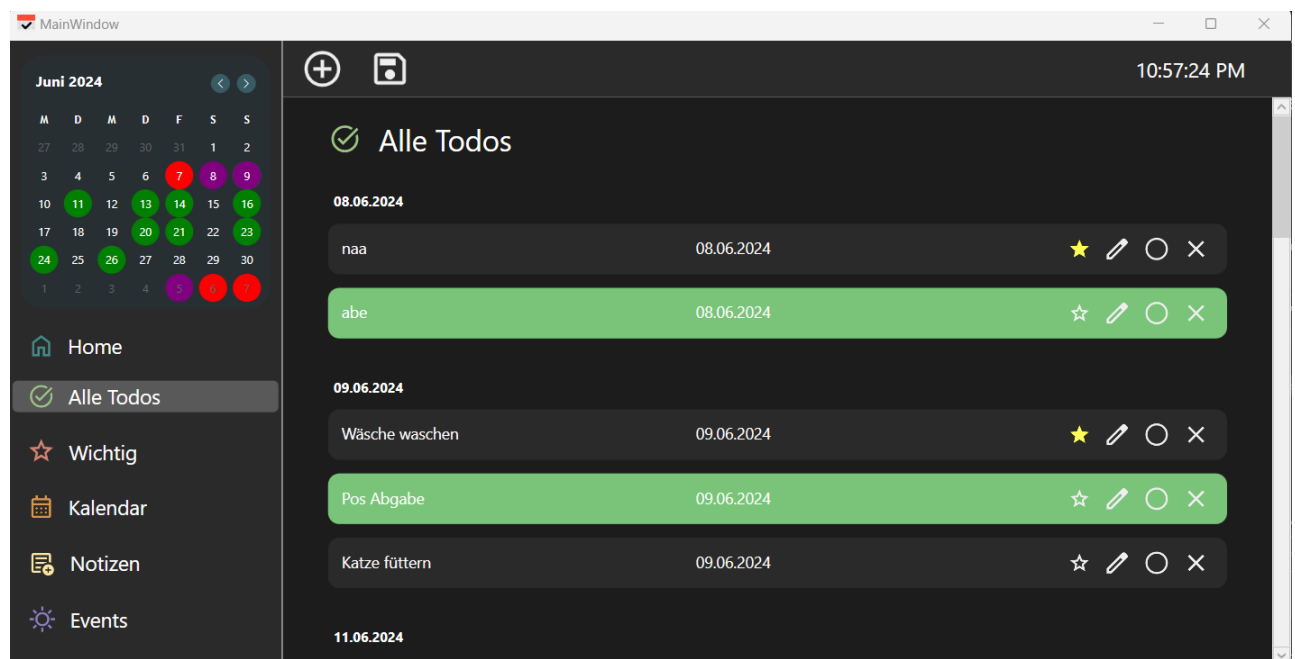 MainWindow
Juni 2024
M D M D F S S
27 28 29 30 31 1 2
3 4 5 6 7 8 9
10 11 12 13 14 15 16
17 18 19 20 21 22 23
24 25 26 27 28 29 30
1 2 3 4 5 6 7
Home
Alle Todos
Wichtig
Kalendar
Notizen
Events
10:57:24 PM
Alle Todos
08.06.2024
naa 08.06.2024
abe 08.06.2024
09.06.2024
Wäsche waschen 09.06.2024
Pos Abgabe 09.06.2024
Katze füttern 09.06.2024
11.06.2024